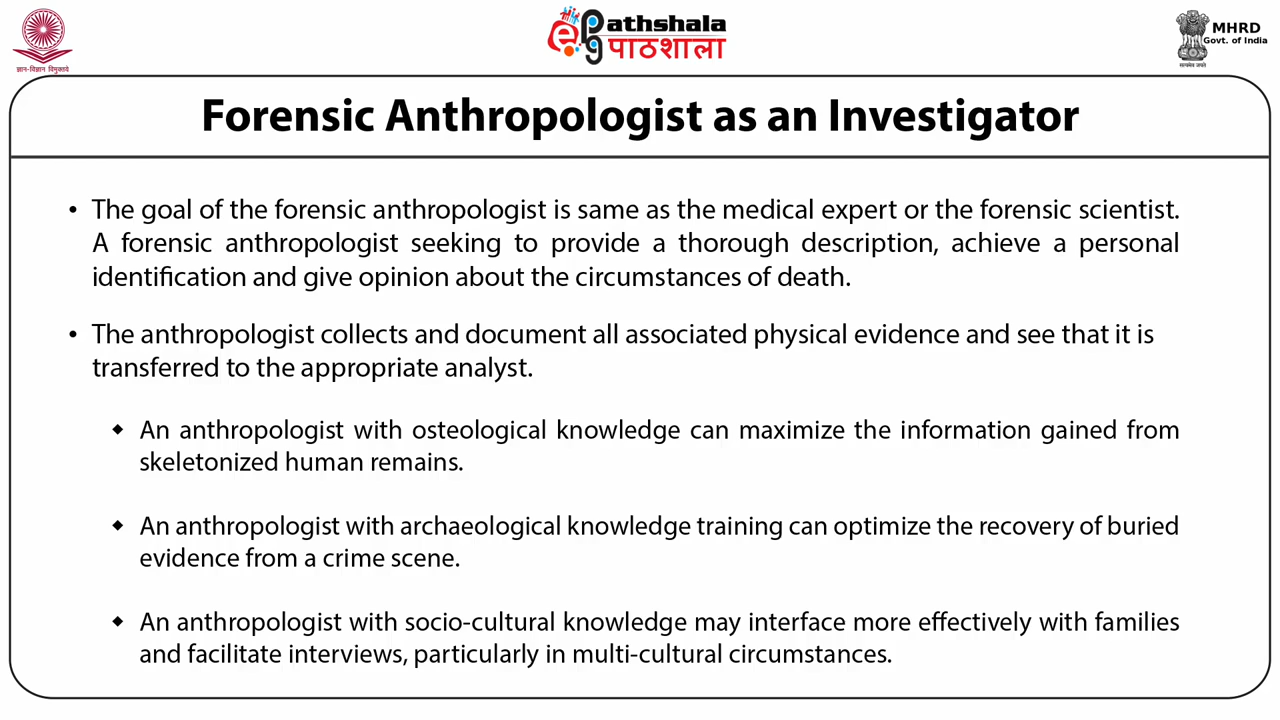 ज्ञान-विज्ञान विमुक्तये
ePathshala
पाठशाला
MHRD
Govt. of India
सत्यमेव जयते
Forensic Anthropologist as an Investigator
• The goal of the forensic anthropologist is same as the medical expert or the forensic scientist.
A forensic anthropologist seeking to provide a thorough description, achieve a personal
identification and give opinion about the circumstances of death.
• The anthropologist collects and document all associated physical evidence and see that it is
transferred to the appropriate analyst.
◆ An anthropologist with osteological knowledge can maximize the information gained from
skeletonized human remains.
◆ An anthropologist with archaeological knowledge training can optimize the recovery of buried
evidence from a crime scene.
◆ An anthropologist with socio-cultural knowledge may interface more effectively with families
and facilitate interviews, particularly in multi-cultural circumstances.